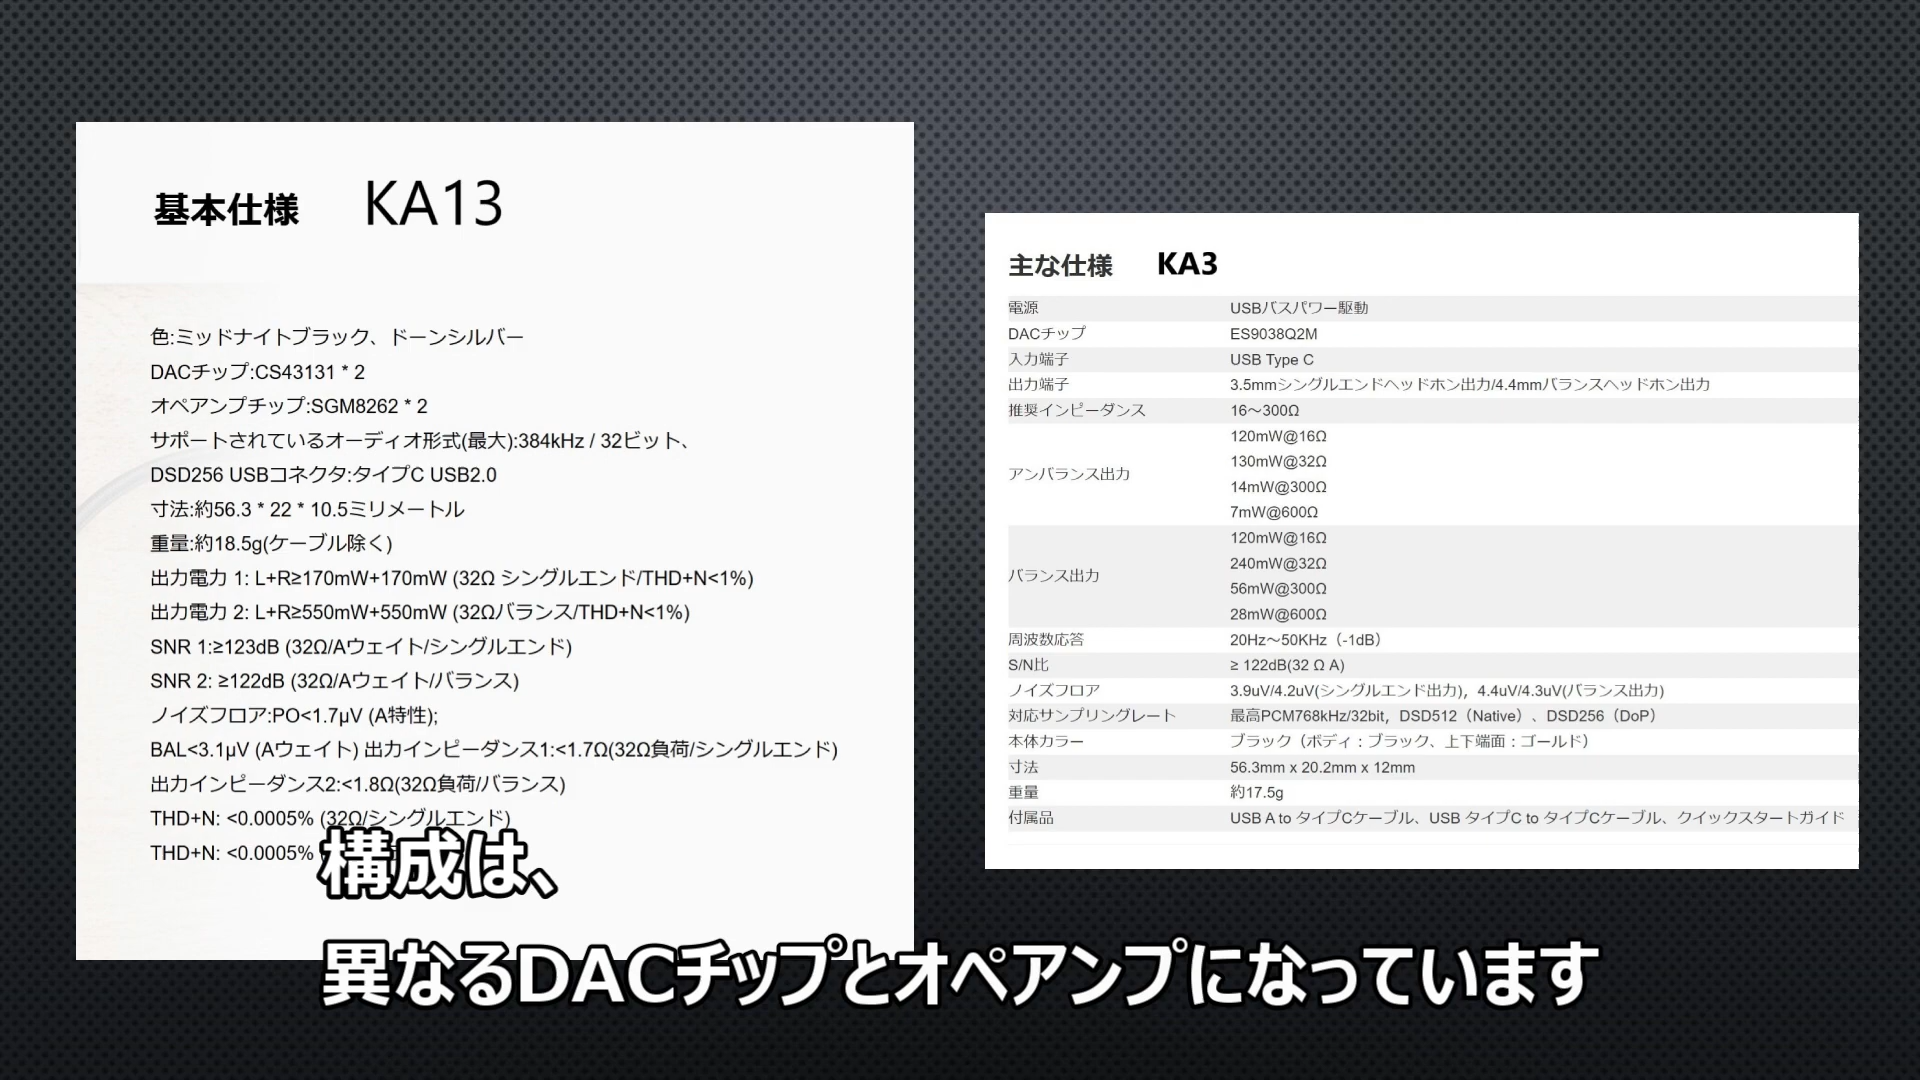 基本仕様 KA13
色:ミッドナイトブラック、ドーンシルバー
DACチップ:CS43131 * 2
オペアンプチップ:SGM8262 * 2
サポートされているオーディオ形式(最大):384kHz / 32ビット、
DSD256 USBコネクタ:タイプC USB2.0
寸法:約56.3 * 22 * 10.5ミリメートル
重量:約18.5g(ケーブル除く)
出力電力 1: L+R≥170mW+170mW (32Ω シングルエンド/THD+N<1%)
出力電力 2: L+R≥550mW+550mW (32Ωバランス/THD+N<1%)
SNR 1:≥123dB (32Ω/Aウェイト/シングルエンド)
SNR 2: ≥122dB (32Ω/Aウェイト/バランス)
ノイズフロア:PO<1.7μV (A特性);
BAL<3.1μV (Aウェイト) 出力インピーダンス1:<1.7Ω(32Ω負荷/シングルエンド)
出力インピーダンス2:<1.8Ω(32Ω負荷/バランス)
THD+N: <0.0005% (32Ω/シングルエンド)
THD+N: <0.0005%
主な仕様 KA3
電源 USBバスパワー駆動
DACチップ ES9038Q2M
入力端子 USB Type C
出力端子 3.5mmシングルエンドヘッドホン出力/4.4mmバランスヘッドホン出力
推奨インピーダンス 16～300Ω
アンバランス出力 120mW@16Ω
130mW@32Ω
14mW@300Ω
7mW@600Ω
バランス出力 120mW@16Ω
240mW@32Ω
56mW@300Ω
28mW@600Ω
周波数応答 20Hz～50KHz（-1dB）
S/N比 ≥ 122dB(32 Ω A)
ノイズフロア 3.9uV/4.2uV(シングルエンド出力)，4.4uV/4.3uV(バランス出力)
対応サンプリングレート 最高PCM768kHz/32bit，DSD512（Native）、DSD256（DoP）
本体カラー ブラック（ボディ：ブラック、上下端面：ゴールド）
寸法 56.3mm x 20.2mm x 12mm
重量 約17.5g
付属品 USB A to タイプCケーブル、USB タイプC to タイプCケーブル、クイックスタートガイド
構成は、
異なるDACチップとオペアンプになっています